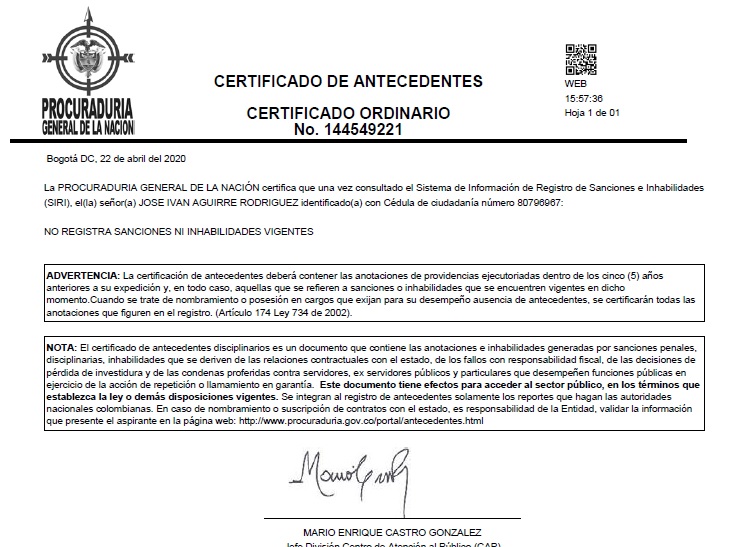 PROCURADURIA
GENERAL DE LA NACION
CERTIFICADO DE ANTECEDENTES
CERTIFICADO ORDINARIO
No. 144549221
WEB
15:57:36
Hoja 1 de 01
Bogotá DC, 22 de abril del 2020
La PROCURADURIA GENERAL DE LA NACIÓN certifica que una vez consultado el Sistema de Información de Registro de Sanciones e Inhabilidades
(SIRI), el(la) señor(a) JOSE IVAN AGUIRRE RODRIGUEZ identificado(a) con Cédula de ciudadanía número 80796967:
NO REGISTRA SANCIONES NI INHABILIDADES VIGENTES
ADVERTENCIA: La certificación de antecedentes deberá contener las anotaciones de providencias ejecutoriadas dentro de los cinco (5) años
anteriores a su expedición y, en todo caso, aquellas que se refieren a sanciones o inhabilidades que se encuentren vigentes en dicho
momento.Cuando se trate de nombramiento o posesión en cargos que exijan para su desempeño ausencia de antecedentes, se certificarán todas las
anotaciones que figuren en el registro. (Artículo 174 Ley 734 de 2002).
NOTA: El certificado de antecedentes disciplinarios es un documento que contiene las anotaciones e inhabilidades generadas por sanciones penales,
disciplinarias, inhabilidades que se deriven de las relaciones contractuales con el estado, de los fallos con responsabilidad fiscal, de las decisiones de
pérdida de investidura y de las condenas proferidas contra servidores, ex servidores públicos y particulares que desempeñen funciones públicas en
ejercicio de la acción de repetición o llamamiento en garantía. Este documento tiene efectos para acceder al sector público, en los términos que
establezca la ley o demás disposiciones vigentes. Se integran al registro de antecedentes solamente los reportes que hagan las autoridades
nacionales colombianas. En caso de nombramiento o suscripción de contratos con el estado, es responsabilidad de la Entidad, validar la información
que presente el aspirante en la página web: http://www.procuraduria.gov.co/portal/antecedentes.html
MARIO ENRIQUE CASTRO GONZALEZ
Jefe División Centro de Atención al Público (CAP)